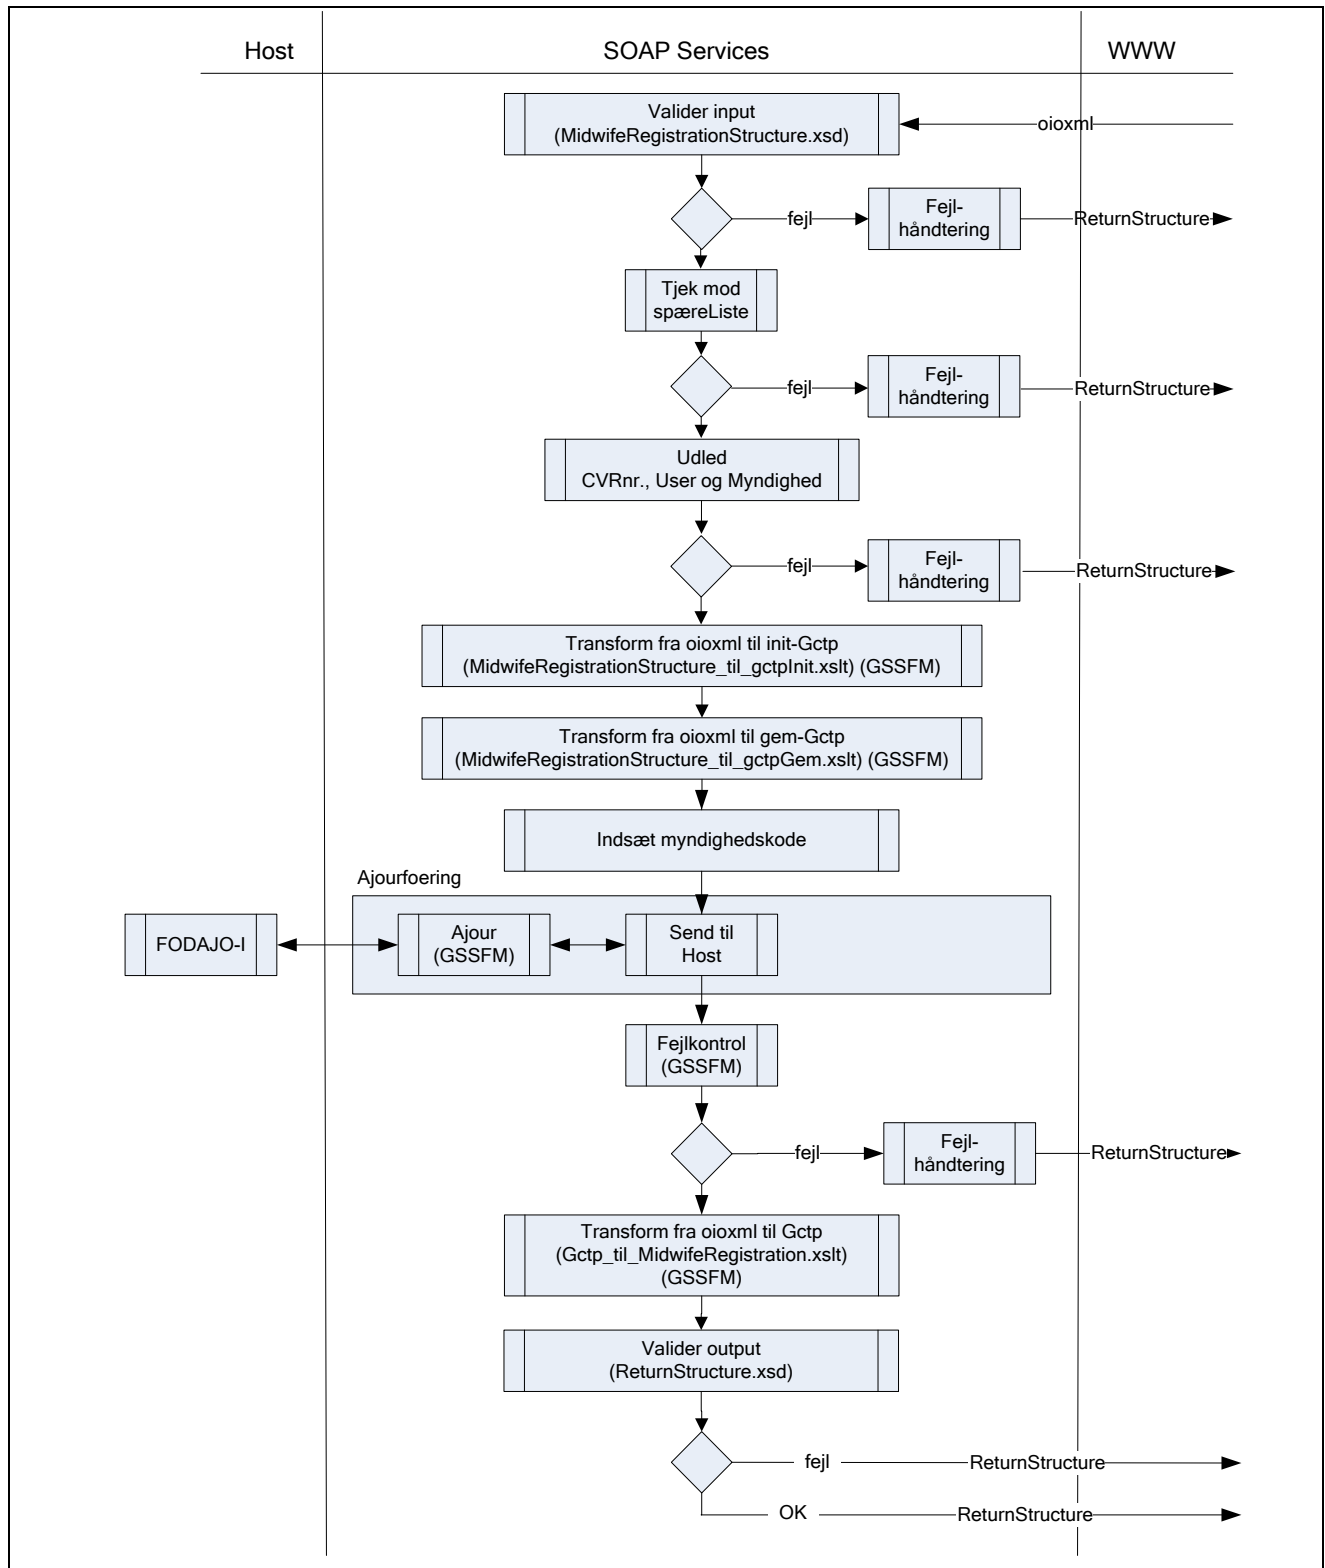 Host
SOAP Services
WWW
Valider input
(MidwifeRegistrationStructure.xsd)
oioxml
fejl
Fejl-
håndtering
ReturnStructure
Tjek mod
spæreListe
fejl
Fejl-
håndtering
ReturnStructure
Udled
CVRnr., User og Myndighed
fejl
Fejl-
håndtering
ReturnStructure
Transform fra oioxml til init-Gctp
(MidwifeRegistrationStructure_til_gctpInit.xslt) (GSSFM)
Transform fra oioxml til gem-Gctp
(MidwifeRegistrationStructure_til_gctpGem.xslt) (GSSFM)
Indsæt myndighedskode
Ajourfoering
FODAJO-I
Ajour
(GSSFM)
Send til
Host
Fejlkontrol
(GSSFM)
fejl
Fejl-
håndtering
ReturnStructure
Transform fra oioxml til Gctp
(Gctp_til_MidwifeRegistration.xslt)
(GSSFM)
Valider output
(ReturnStructure.xsd)
fejl
ReturnStructure
OK
ReturnStructure